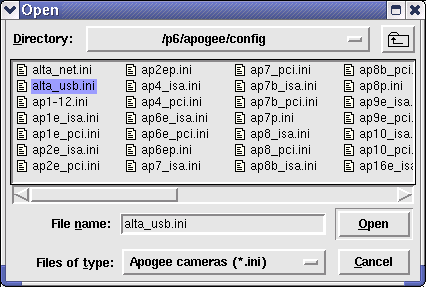 Open
Directory: /p6/apogee/config
alta_net.ini ap2ep.ini ap7_pci.ini ap8b_pci.
alta_usb.ini ap4_isa.ini ap7b_isa.ini ap8p.ini
ap1-12.ini ap4_pci.ini ap7b_pci.ini ap9e_isa.
ap1e_isa.ini ap6e_isa.ini ap7p.ini ap9e_pci.
ap1e_pci.ini ap6e_pci.ini ap8_isa.ini ap10_isa.
ap2e_isa.ini ap6ep.ini ap8_pci.ini ap10_pci.
ap2e_pci.ini ap7_isa.ini ap8b_isa.ini ap16e_isa
File name: alta_usb.ini Open
Files of type: Apogee cameras (*.ini) Cancel